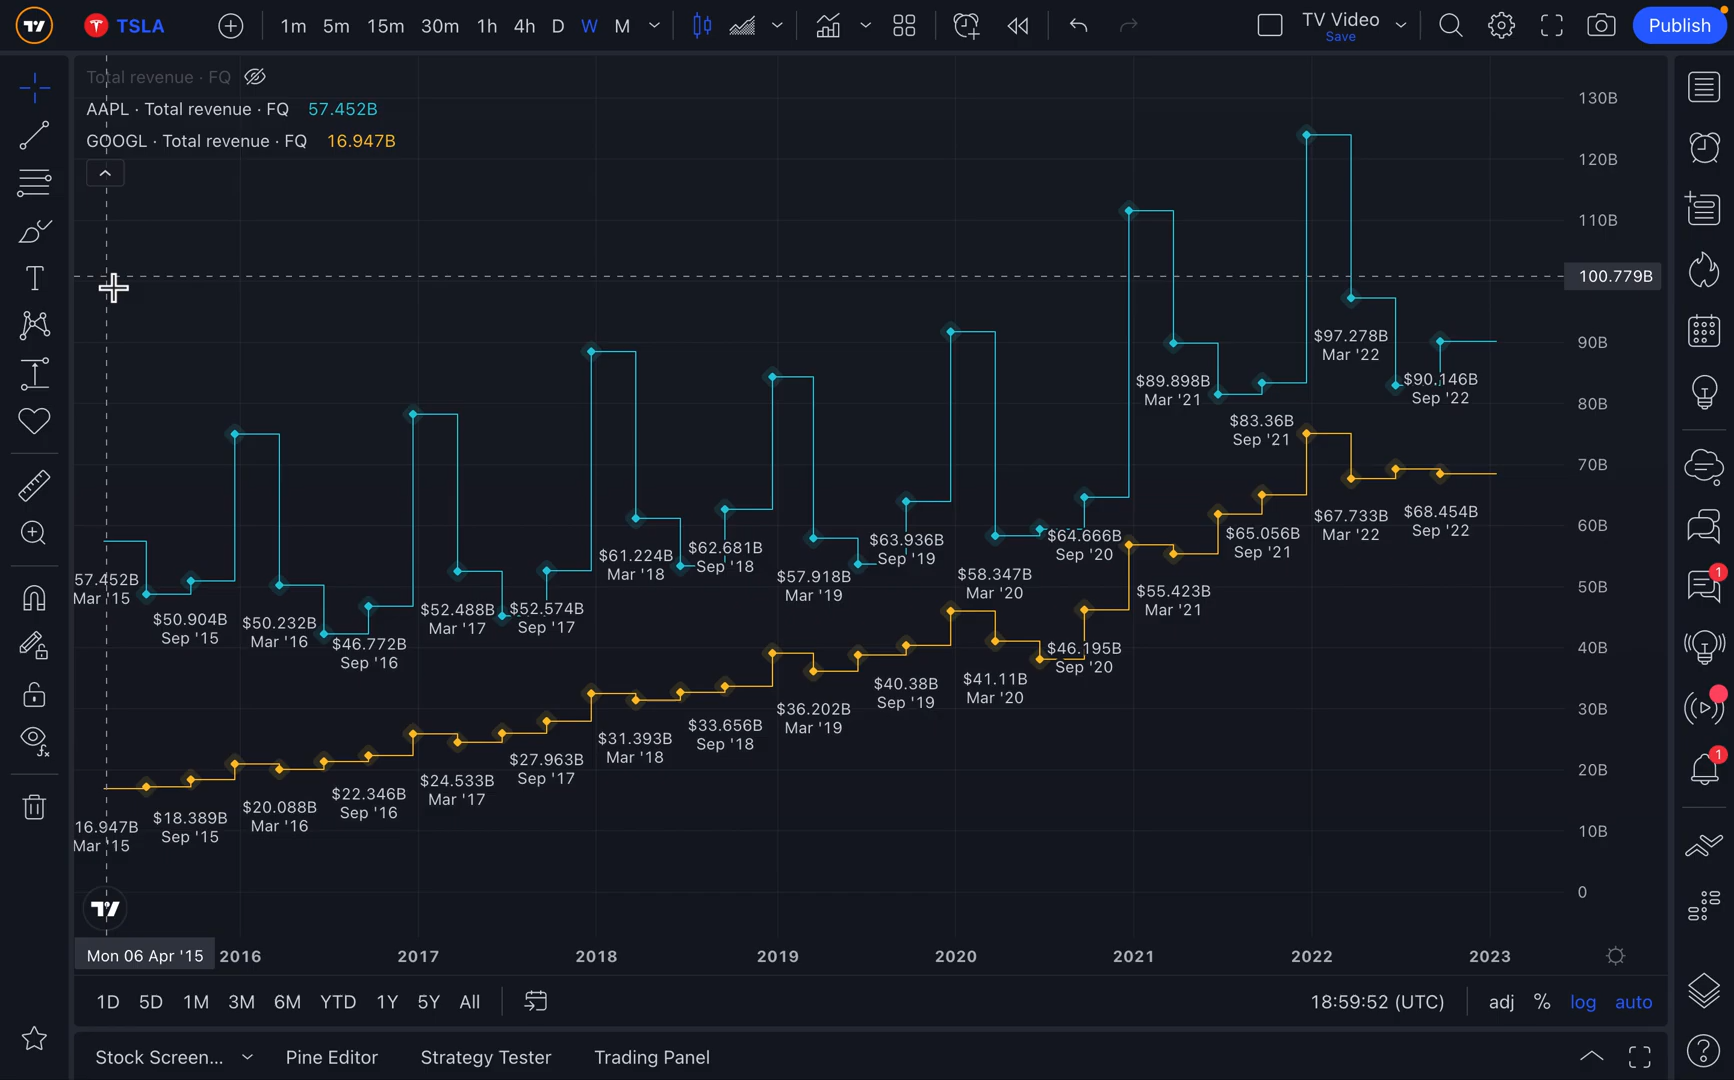 TSLA 1m 5m 15m 30m 1h 4h D W M TV Video Save Publish
Total revenue · FQ
AAPL · Total revenue · FQ 57.452B
GOOGL · Total revenue · FQ 16.947B
130B
120B
110B
100.779B
90B
80B
70B
60B
50B
40B
30B
20B
10B
0
57.452B
Mar '15
$50.904B
Sep '15
$50.232B
Mar '16
$46.772B
Sep '16
$52.488B
Mar '17
$52.574B
Sep '17
$61.224B
Mar '18
$62.681B
Sep '18
$57.918B
Mar '19
$63.936B
Sep '19
$58.347B
Mar '20
$64.666B
Sep '20
$89.898B
Mar '21
$83.36B
Sep '21
$97.278B
Mar '22
$90.146B
Sep '22
16.947B
Mar '15
$18.389B
Sep '15
$20.088B
Mar '16
$22.346B
Sep '16
$24.533B
Mar '17
$27.963B
Sep '17
$31.393B
Mar '18
$33.656B
Sep '18
$36.202B
Mar '19
$40.38B
Sep '19
$41.11B
Mar '20
$46.195B
Sep '20
$55.423B
Mar '21
$65.056B
Sep '21
$67.733B
Mar '22
$68.454B
Sep '22
1
1
Mon 06 Apr '15 2016 2017 2018 2019 2020 2021 2022 2023
1D 5D 1M 3M 6M YTD 1Y 5Y All 18:59:52 (UTC) adj % log auto
Stock Screen... Pine Editor Strategy Tester Trading Panel